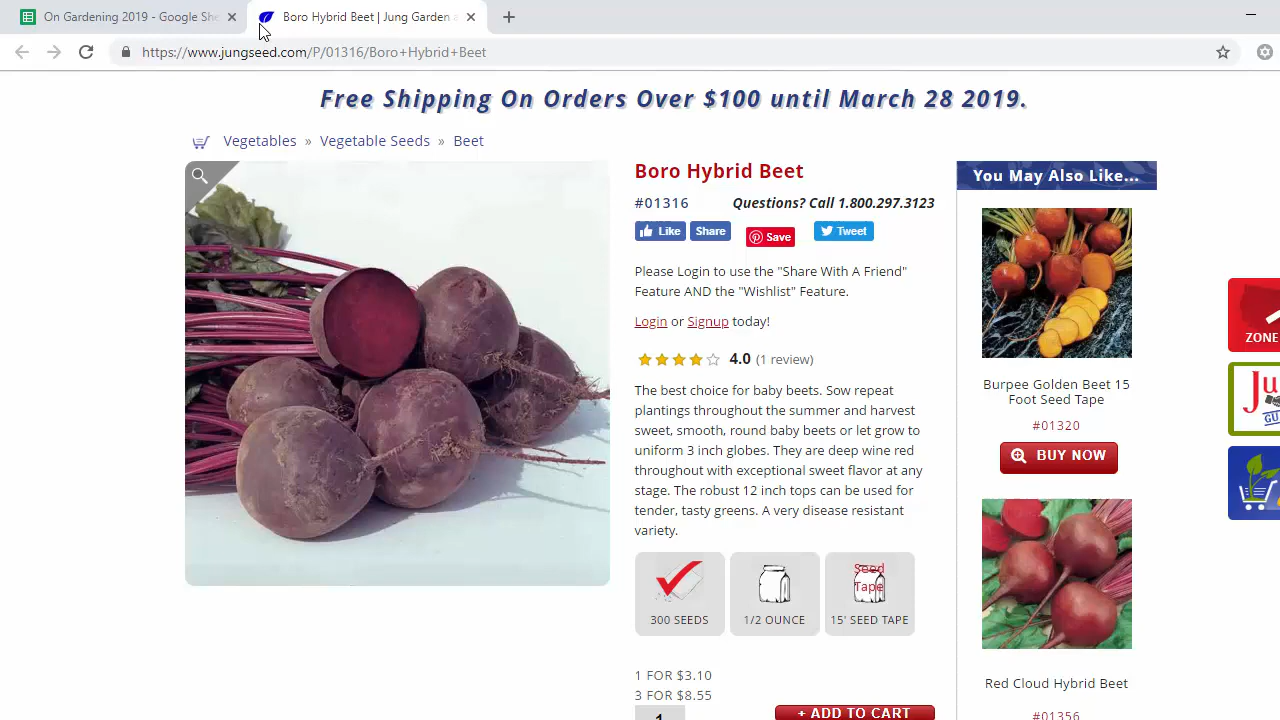 On Gardening 2019 - Google She
Boro Hybrid Beet | Jung Garden a
https://www.jungseed.com/P/01316/Boro+Hybrid+Beet
Free Shipping On Orders Over $100 until March 28 2019.
Vegetables » Vegetable Seeds » Beet
Boro Hybrid Beet
#01316
Questions? Call 1.800.297.3123
Like
Share
Save
Tweet
Please Login to use the "Share With A Friend"
Feature AND the "Wishlist" Feature.
Login or Signup today!
4.0 (1 review)
The best choice for baby beets. Sow repeat
plantings throughout the summer and harvest
sweet, smooth, round baby beets or let grow to
uniform 3 inch globes. They are deep wine red
throughout with exceptional sweet flavor at any
stage. The robust 12 inch tops can be used for
tender, tasty greens. A very disease resistant
variety.
300 SEEDS
1/2 OUNCE
Seed
Tape
15' SEED TAPE
1 FOR $3.10
3 FOR $8.55
1
+ ADD TO CART
You May Also Like...
Burpee Golden Beet 15
Foot Seed Tape
#01320
BUY NOW
Red Cloud Hybrid Beet
#01356
ZONE